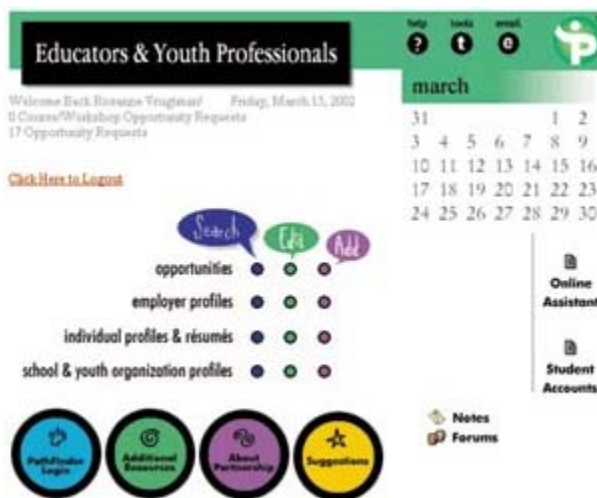 help tools email
? t e
Educators & Youth Professionals
march
Welcome Back Rozanne Vrugtman! Friday, March 15, 2002
0 Course/Workshop Opportunity Requests
17 Opportunity Requests
31 1 2
3 4 5 6 7 8 9
10 11 12 13 14 15 16
17 18 19 20 21 22 23
24 25 26 27 28 29 30
Click Here to Logout
Search Edit Add
opportunities
employer profiles
individual profiles & résumés
school & youth organization profiles
Online
Assistant
Student
Accounts
Notes
Forums
PathFinder
Login
Additional
Resources
About
Partnership
Suggestions